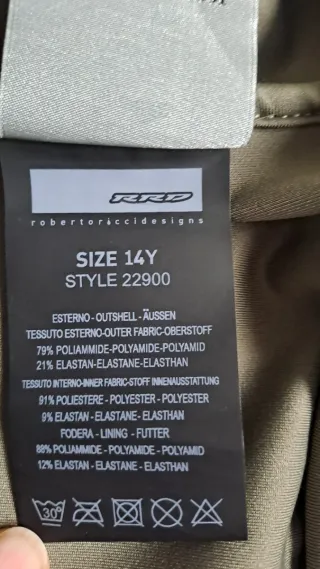 RRD
robertoriccidesigns
SIZE 14Y
STYLE 22900
ESTERNO - OUTSHELL - ÄUSSEN
TESSUTO ESTERNO-OUTER FABRIC-OBERSTOFF
79% POLIAMMIDE-POLYAMIDE-POLYAMID
21% ELASTAN-ELASTANE-ELASTHAN
TESSUTO INTERNO-INNER FABRIC-STOFF INNENAUSSTATTUNG
91% POLIESTERE - POLYESTER - POLYESTER
9% ELASTAN - ELASTANE - ELASTHAN
FODERA - LINING - FUTTER
88% POLIAMMIDE - POLYAMIDE - POLYAMID
12% ELASTAN - ELASTANE - ELASTHAN
30°